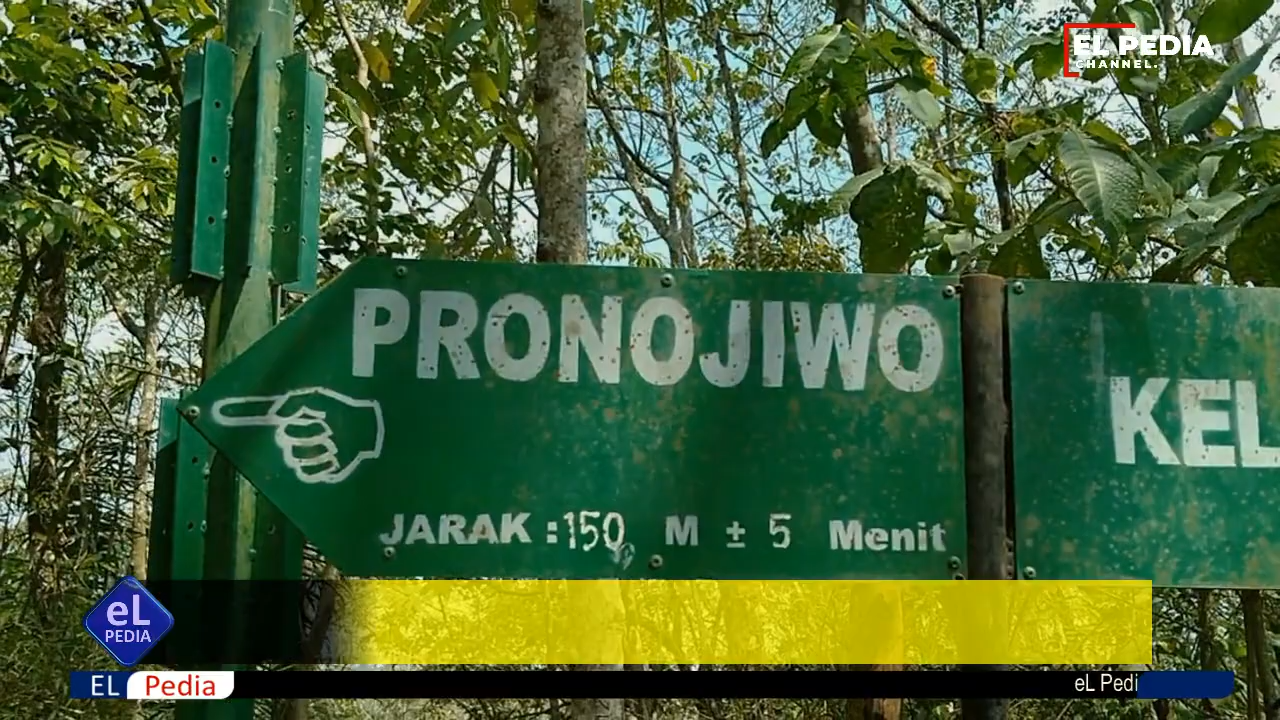 EL PEDIA
CHANNEL.
PRONOJIWO
KEL
JARAK : 150 M ± 5 Menit
eL
PEDIA
EL Pedia
eL Pedi